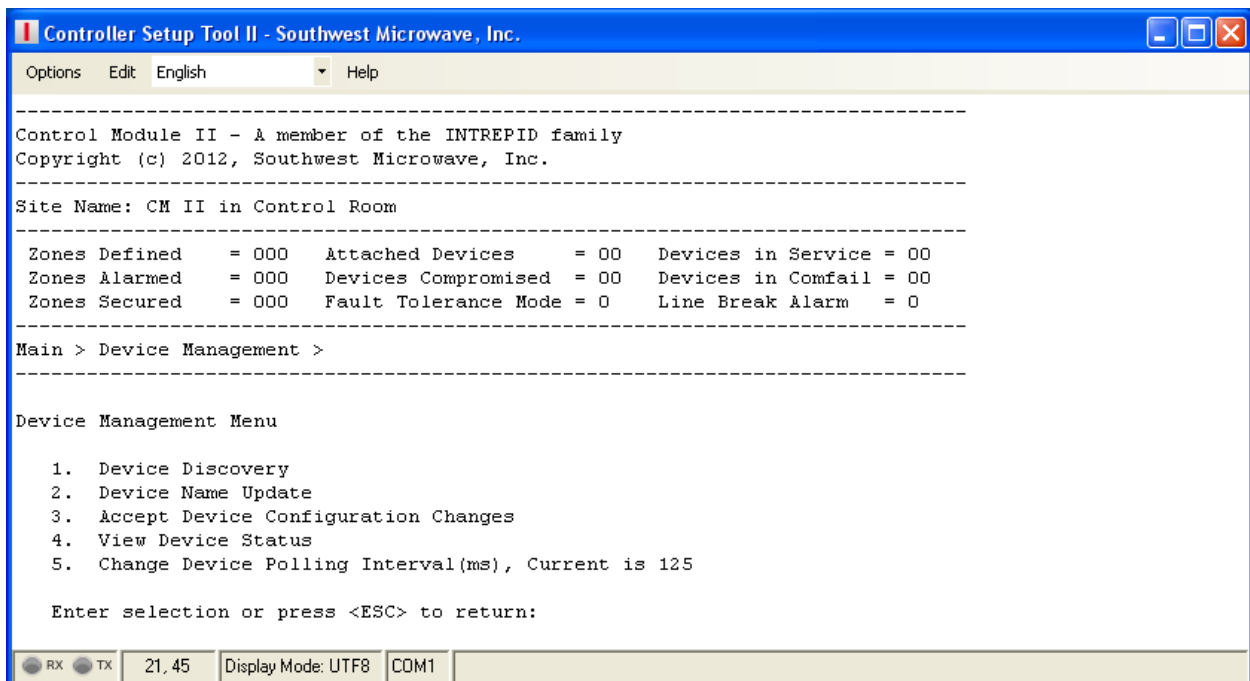 Controller Setup Tool II - Southwest Microwave, Inc.
Options Edit English Help
--------------------------------------------------------------------------------
Control Module II - A member of the INTREPID family
Copyright (c) 2012, Southwest Microwave, Inc.
--------------------------------------------------------------------------------
Site Name: CM II in Control Room
--------------------------------------------------------------------------------
Zones Defined = 000 Attached Devices = 00 Devices in Service = 00
Zones Alarmed = 000 Devices Compromised = 00 Devices in Comfail = 00
Zones Secured = 000 Fault Tolerance Mode = 0 Line Break Alarm = 0
--------------------------------------------------------------------------------
Main > Device Management >
--------------------------------------------------------------------------------
Device Management Menu
1. Device Discovery
2. Device Name Update
3. Accept Device Configuration Changes
4. View Device Status
5. Change Device Polling Interval(ms), Current is 125
Enter selection or press <ESC> to return:
RX TX 21, 45 Display Mode: UTF8 COM1